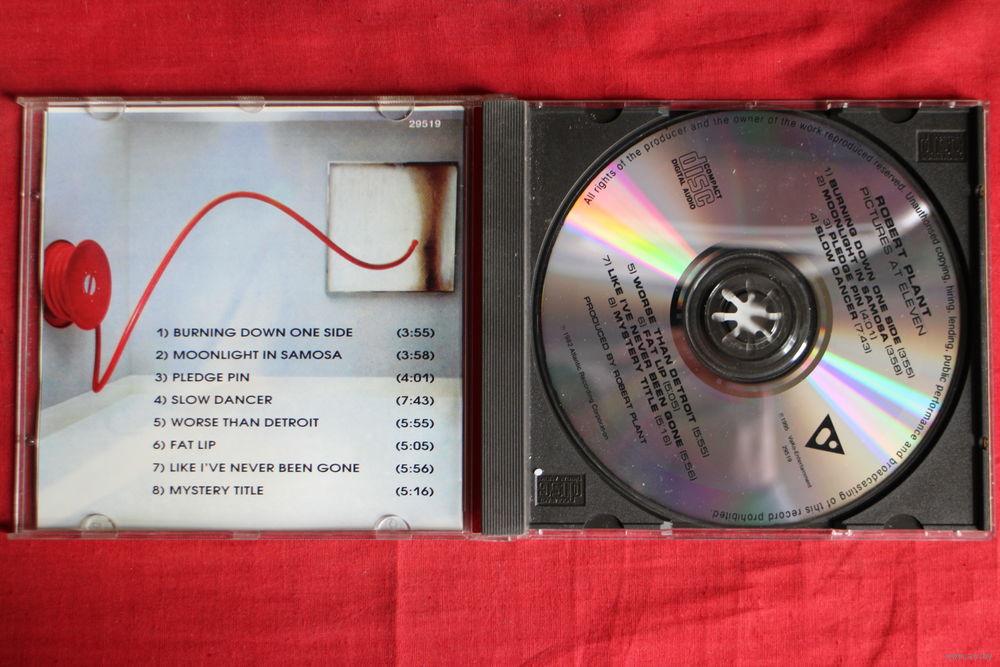 29519
1) BURNING DOWN ONE SIDE (3:55)
2) MOONLIGHT IN SAMOSA (3:58)
3) PLEDGE PIN (4:01)
4) SLOW DANCER (7:43)
5) WORSE THAN DETROIT (5:55)
6) FAT LIP (5:05)
7) LIKE I'VE NEVER BEEN GONE (5:56)
8) MYSTERY TITLE (5:16)
All rights of the producer and the owner of the work reproduced reserved. Unauthorised copying, hiring, lending, public performance and broadcasting of this record prohibited.
COMPACT
disc
DIGITAL AUDIO
ROBERT PLANT
PICTURES AT ELEVEN
1) BURNING DOWN ONE SIDE (3:55)
2) MOONLIGHT IN SAMOSA (3:58)
3) PLEDGE PIN (4:01)
4) SLOW DANCER (7:43)
5) WORSE THAN DETROIT (5:55)
6) FAT LIP (5:05)
7) LIKE I'VE NEVER BEEN GONE (5:56)
8) MYSTERY TITLE (5:16)
PRODUCED BY ROBERT PLANT
℗ 1982 Atlantic Recording Corporation
29519
disc
disc